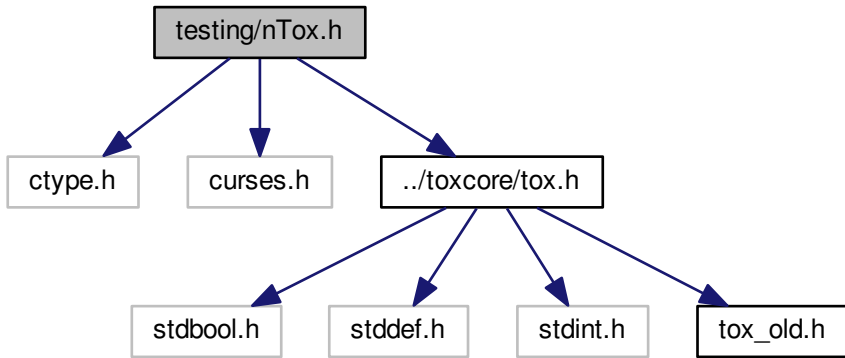 testing/nTox.h
ctype.h
curses.h
../toxcore/tox.h
stdbool.h
stddef.h
stdint.h
tox_old.h